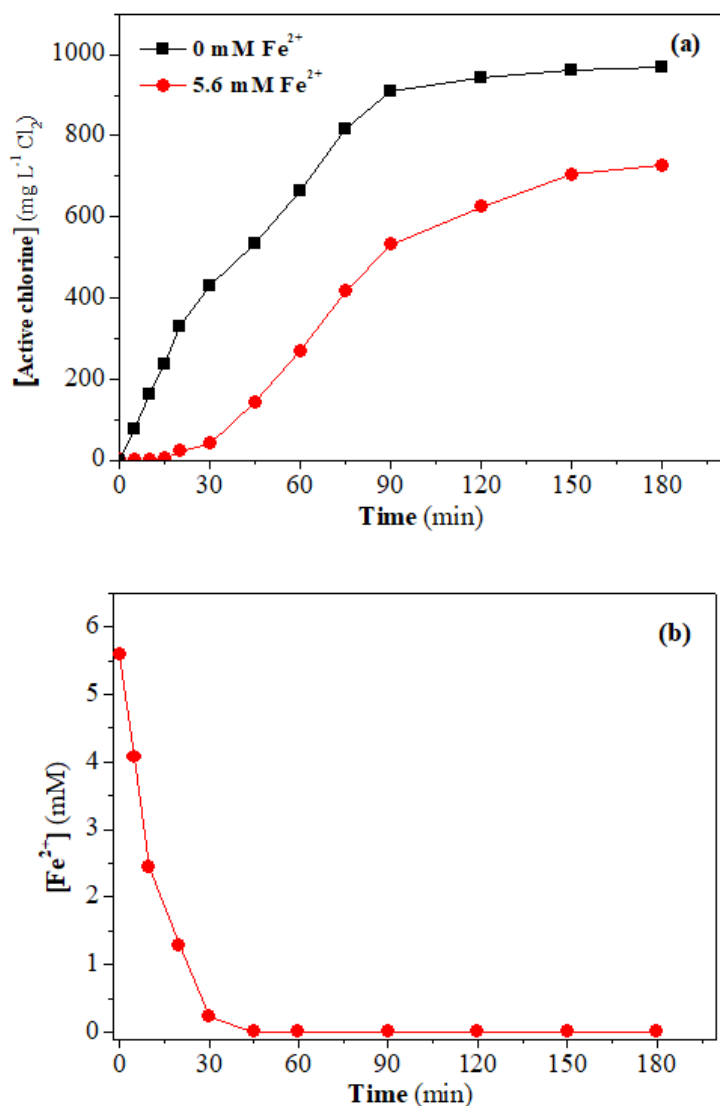 (a)
0 mM Fe²⁺
5.6 mM Fe²⁺
[Active chlorine] (mg L⁻¹ Cl₂)
1000
800
600
400
200
0
0 30 60 90 120 150 180
Time (min)
(b)
[Fe²⁺] (mM)
6
5
4
3
2
1
0
0 30 60 90 120 150 180
Time (min)